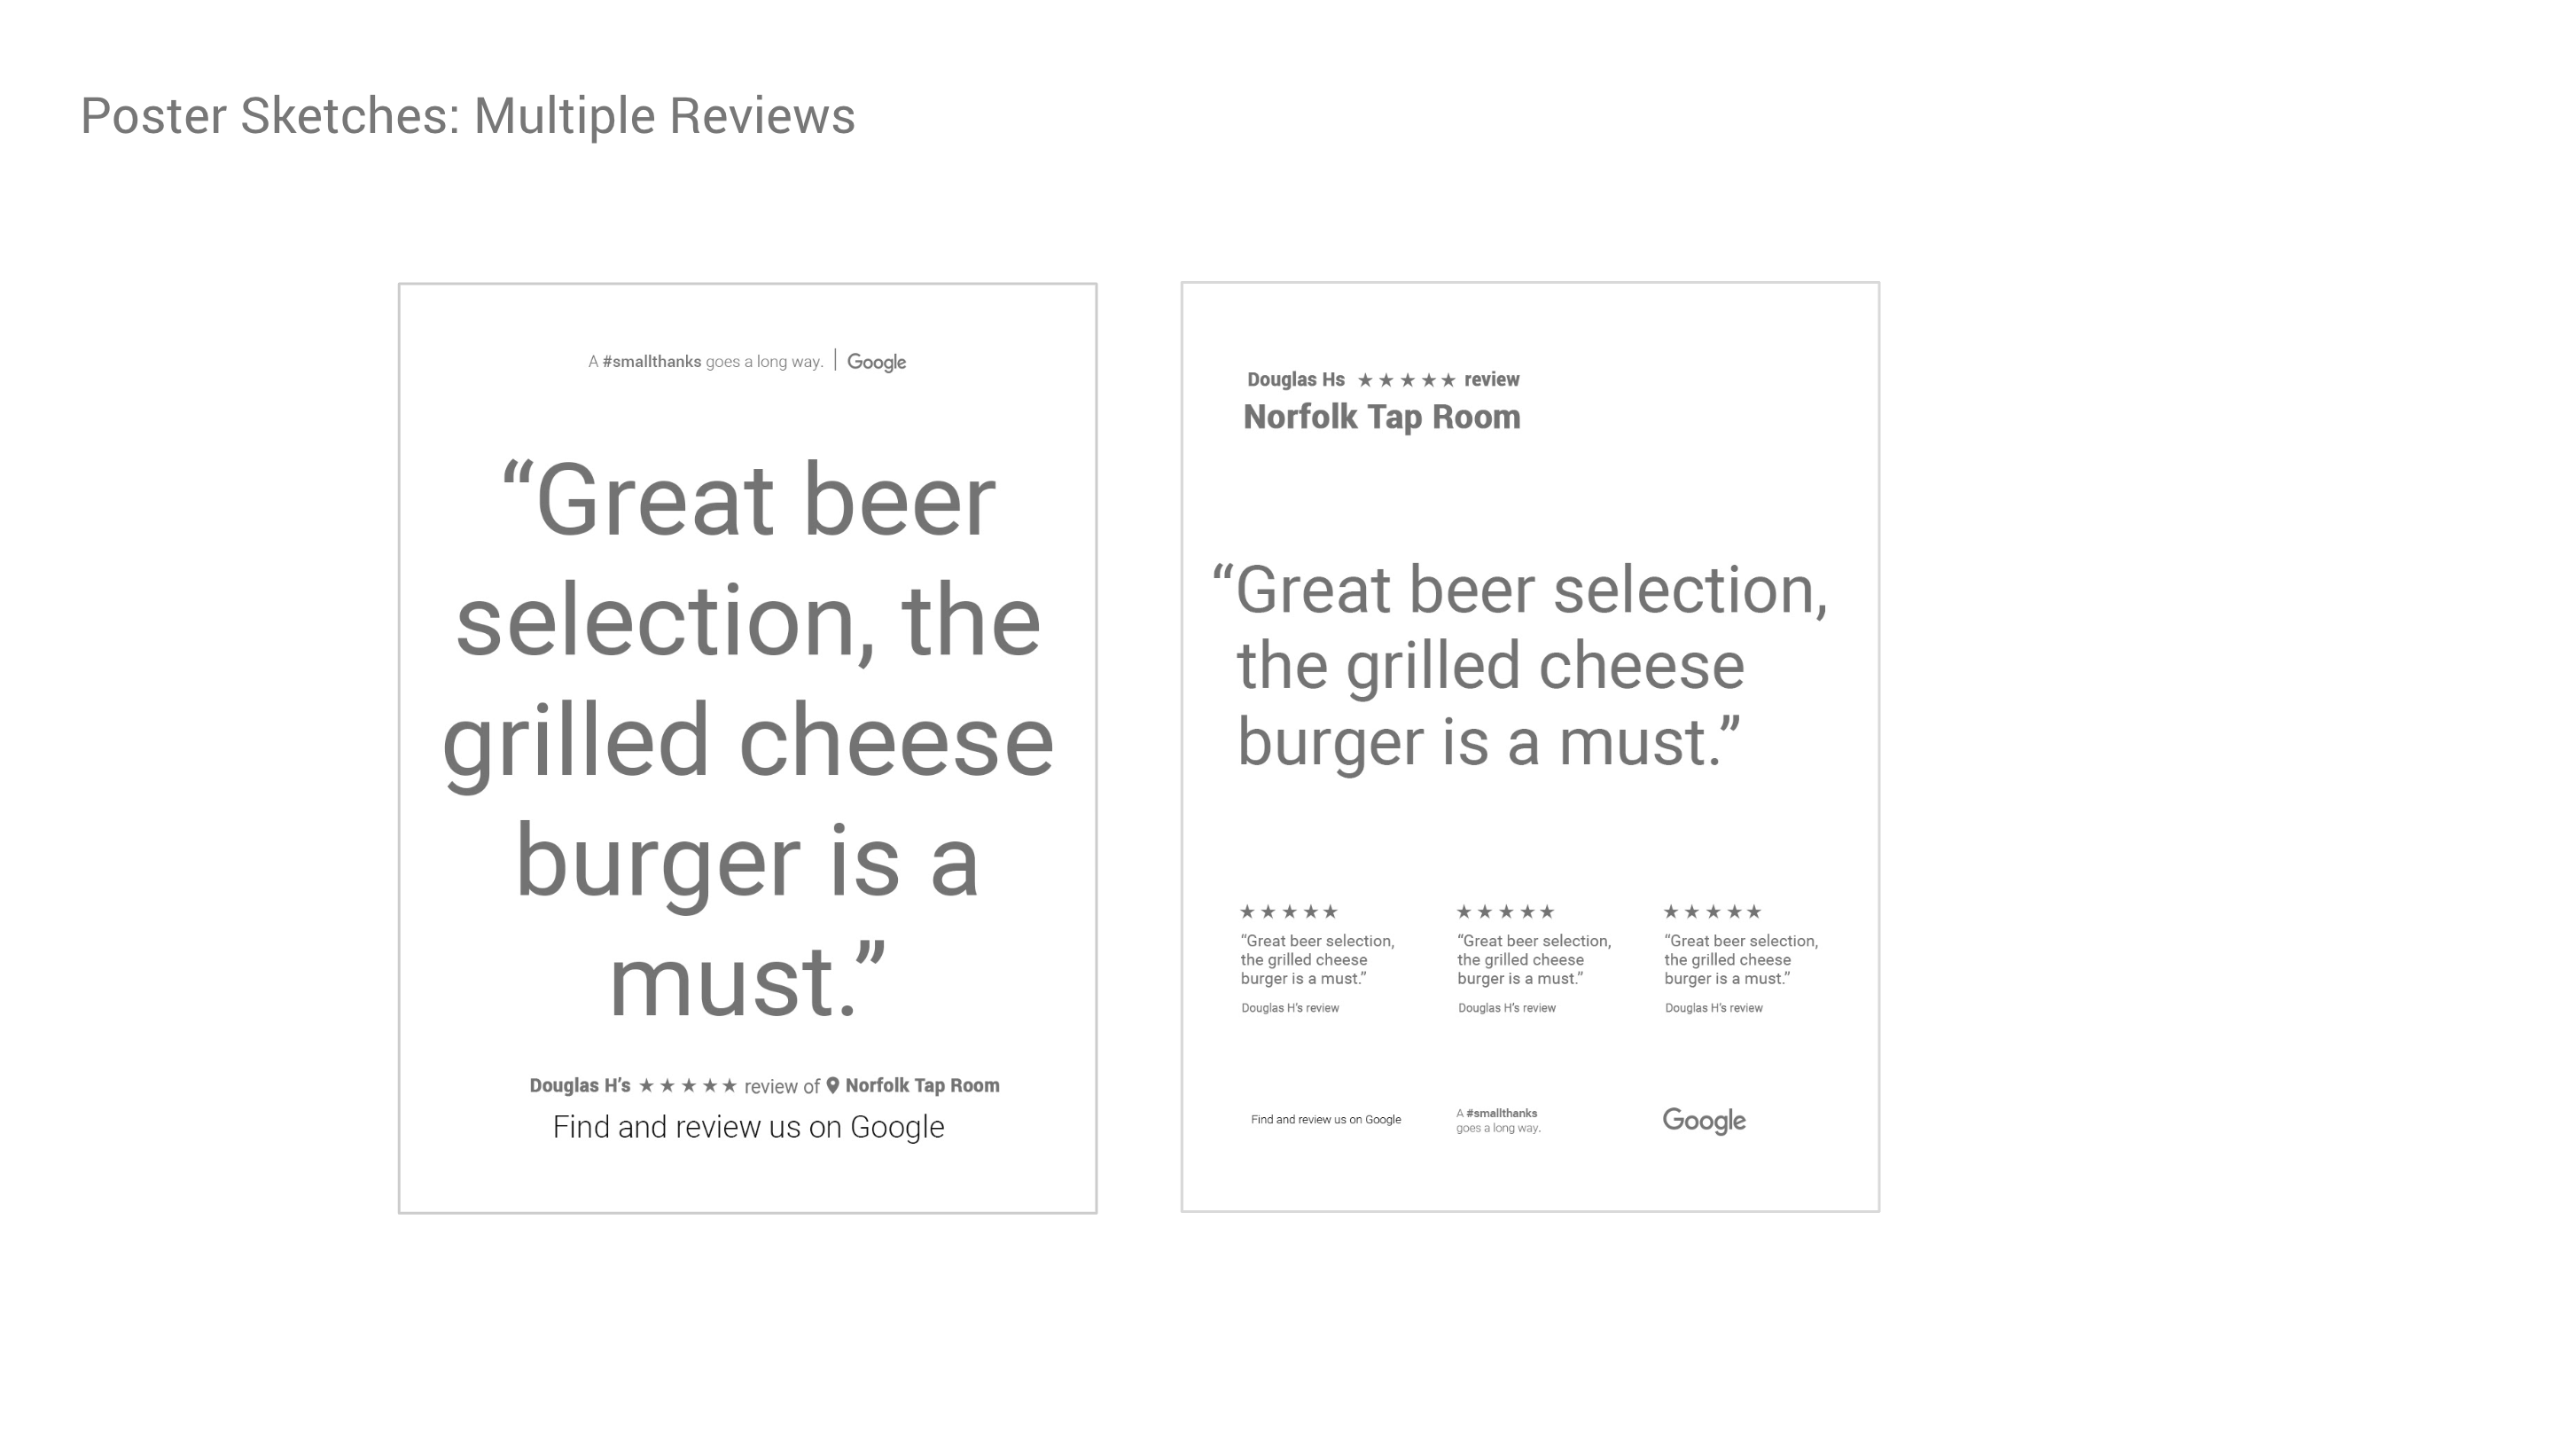 Poster Sketches: Multiple Reviews
A #smallthanks goes a long way. | Google
“Great beer
selection, the
grilled cheese
burger is a
must.”
Douglas H’s ★★★★★ review of Norfolk Tap Room
Find and review us on Google
Douglas Hs ★★★★★ review
Norfolk Tap Room
“Great beer selection,
the grilled cheese
burger is a must.”
★★★★★
“Great beer selection,
the grilled cheese
burger is a must.”
Douglas H’s review
★★★★★
“Great beer selection,
the grilled cheese
burger is a must.”
Douglas H’s review
★★★★★
“Great beer selection,
the grilled cheese
burger is a must.”
Douglas H’s review
Find and review us on Google
A #smallthanks
goes a long way.
Google